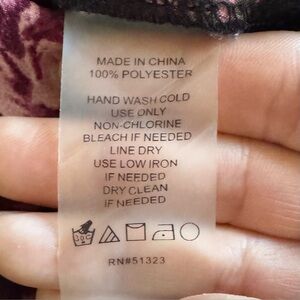 MADE IN CHINA
100% POLYESTER
HAND WASH COLD
USE ONLY
NON-CHLORINE
BLEACH IF NEEDED
LINE DRY
USE LOW IRON
IF NEEDED
DRY CLEAN
IF NEEDED
RN#51323